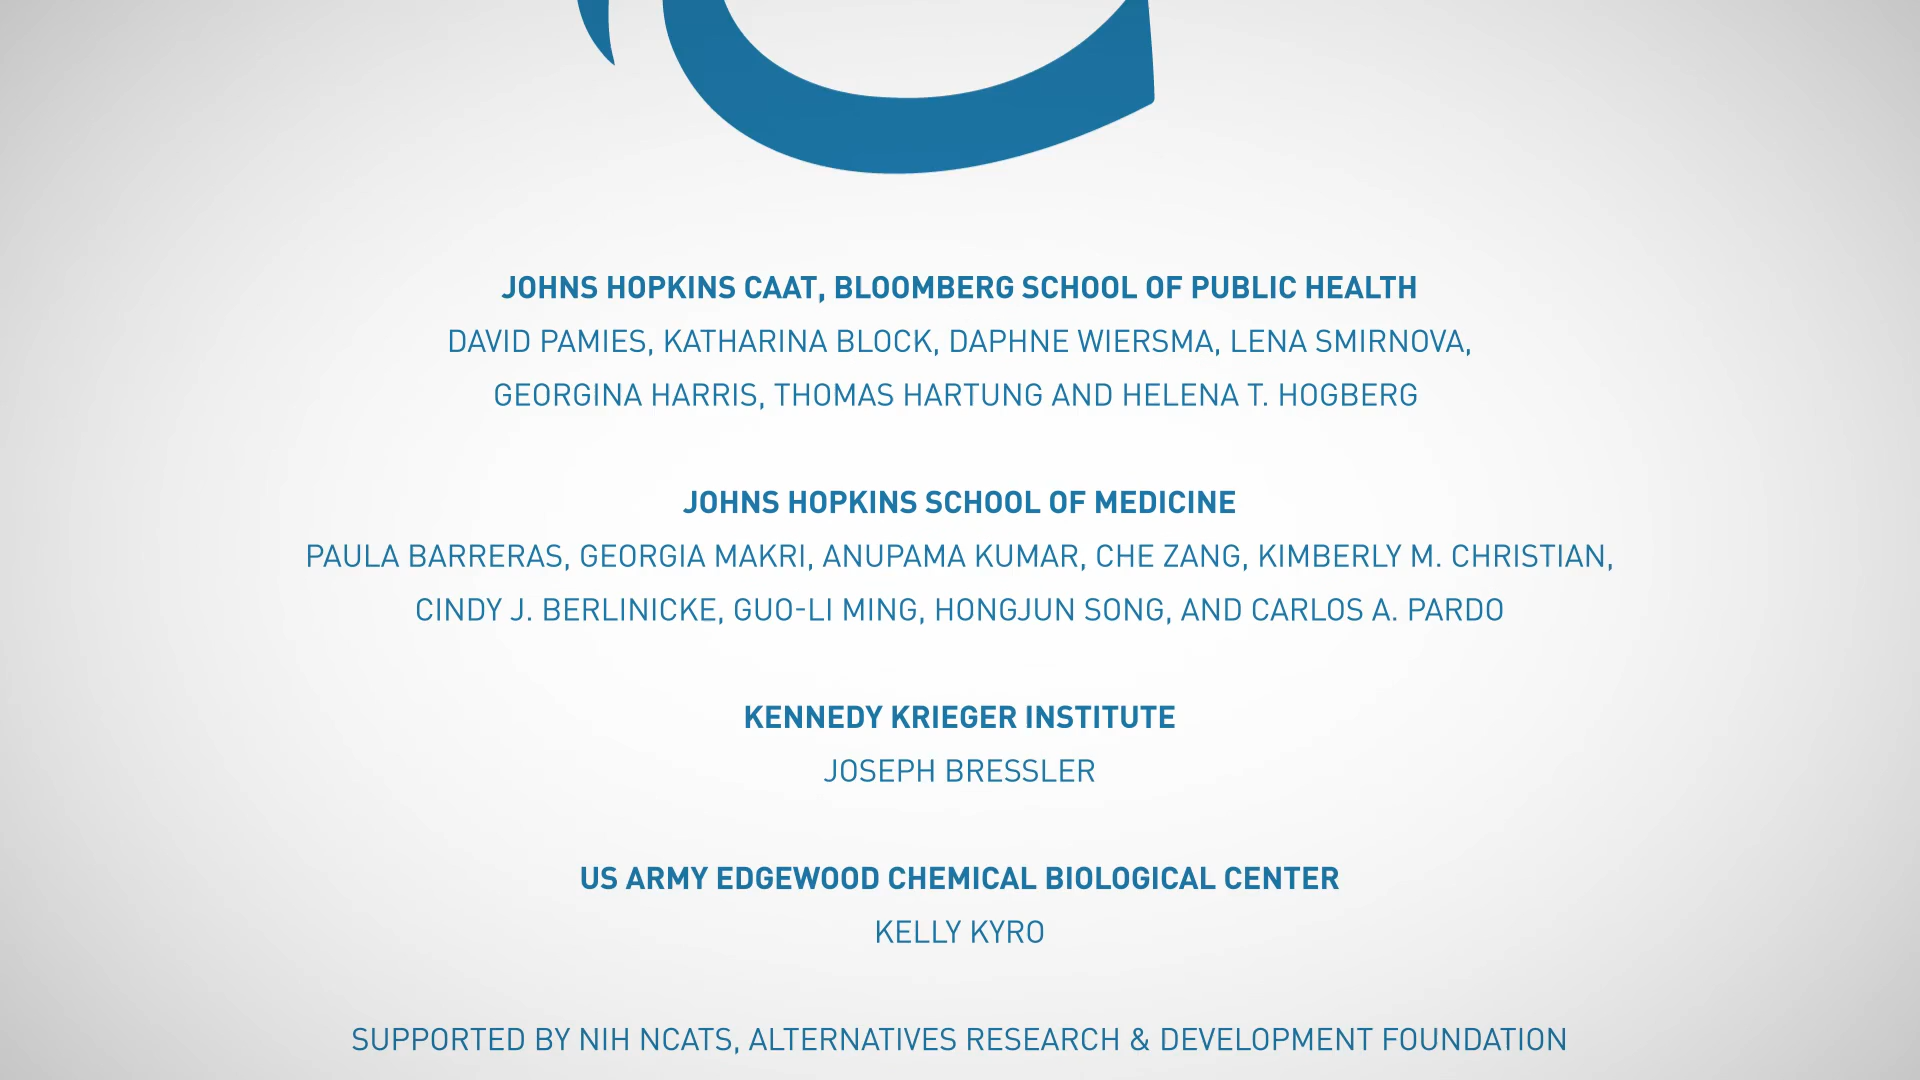 JOHNS HOPKINS CAAT, BLOOMBERG SCHOOL OF PUBLIC HEALTH
DAVID PAMIES, KATHARINA BLOCK, DAPHNE WIERSMA, LENA SMIRNOVA,
GEORGINA HARRIS, THOMAS HARTUNG AND HELENA T. HOGBERG
JOHNS HOPKINS SCHOOL OF MEDICINE
PAULA BARRERAS, GEORGIA MAKRI, ANUPAMA KUMAR, CHE ZANG, KIMBERLY M. CHRISTIAN,
CINDY J. BERLINICKE, GUO-LI MING, HONGJUN SONG, AND CARLOS A. PARDO
KENNEDY KRIEGER INSTITUTE
JOSEPH BRESSLER
US ARMY EDGEWOOD CHEMICAL BIOLOGICAL CENTER
KELLY KYRO
SUPPORTED BY NIH NCATS, ALTERNATIVES RESEARCH & DEVELOPMENT FOUNDATION